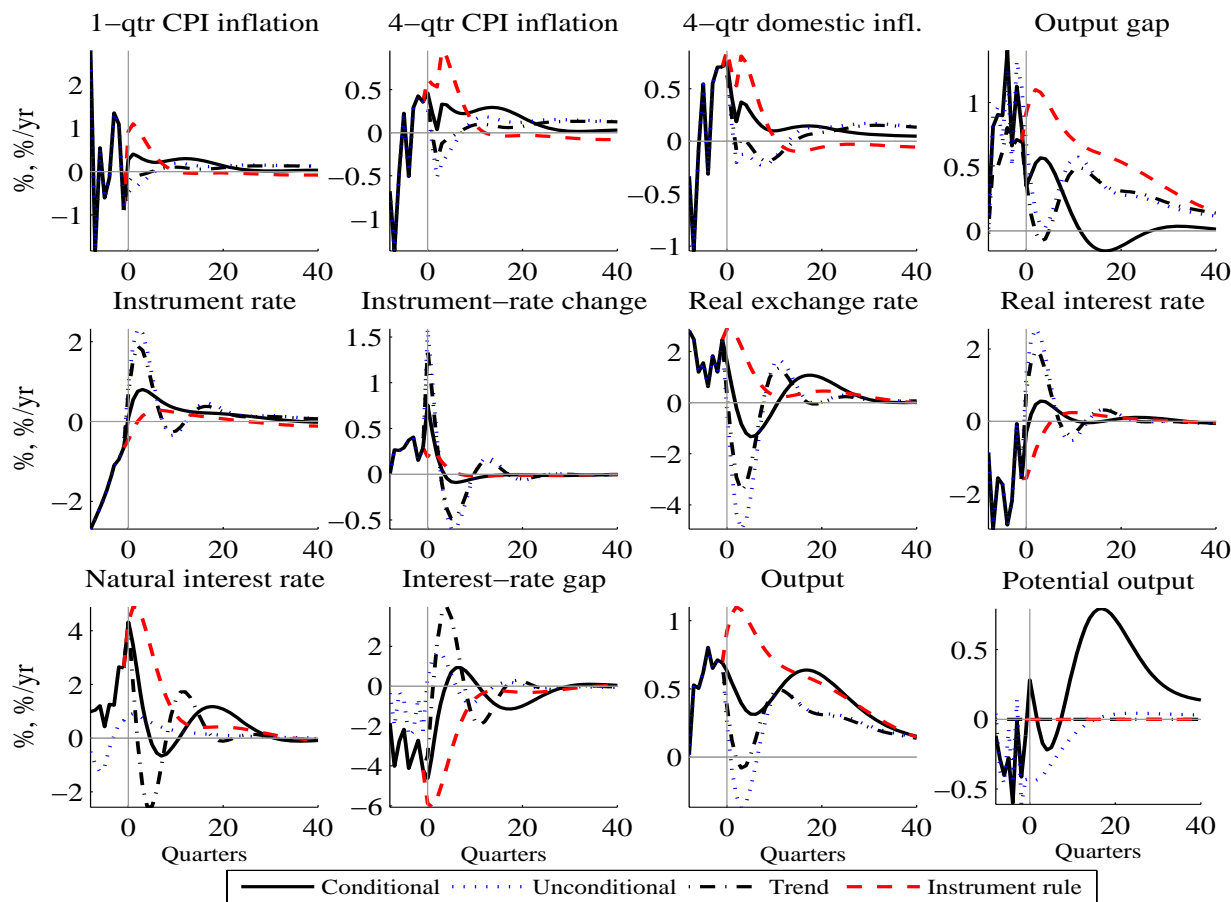 1−qtr CPI inflation 4−qtr CPI inflation 4−qtr domestic infl. Output gap
%, %/yr
2
1
0
−1
0 20 40
0.5
0
−0.5
−1
0 20 40
0.5
0
−0.5
−1
0 20 40
1
0.5
0
0 20 40
Instrument rate Instrument−rate change Real exchange rate Real interest rate
%, %/yr
2
0
−2
0 20 40
1.5
1
0.5
0
−0.5
0 20 40
2
0
−2
−4
0 20 40
2
0
−2
0 20 40
Natural interest rate Interest−rate gap Output Potential output
%, %/yr
4
2
0
−2
0 20 40
Quarters
2
0
−2
−4
−6
0 20 40
Quarters
1
0.5
0
0 20 40
Quarters
0.5
0
−0.5
0 20 40
Quarters
Conditional Unconditional Trend Instrument rule